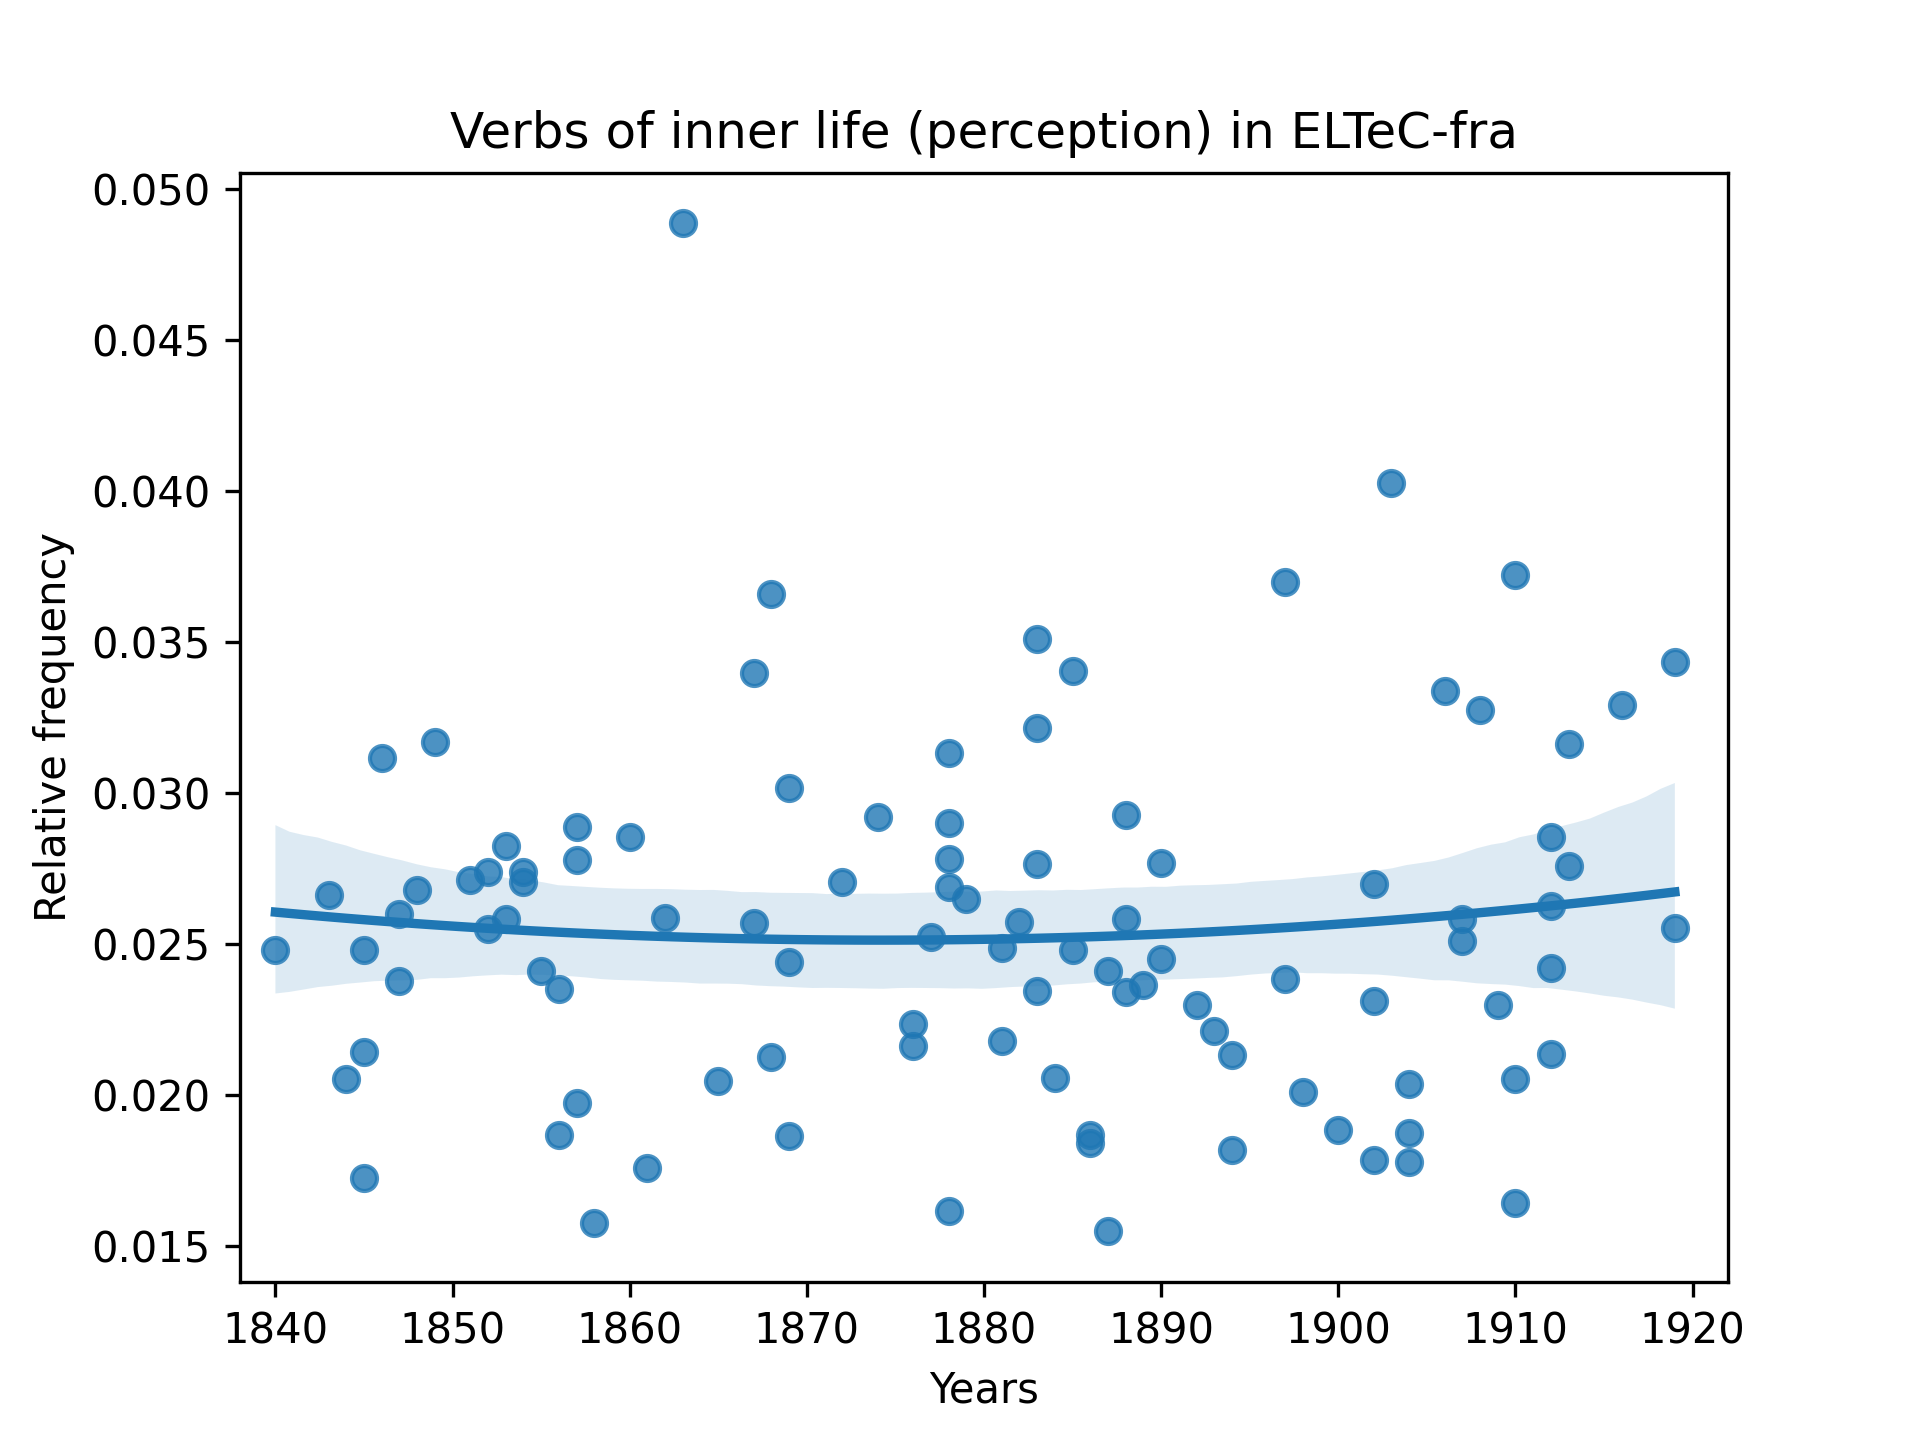 Verbs of inner life (perception) in ELTeC-fra
0.050
0.045
0.040
0.035
0.030
0.025
0.020
0.015
Relative frequency
1840 1850 1860 1870 1880 1890 1900 1910 1920
Years